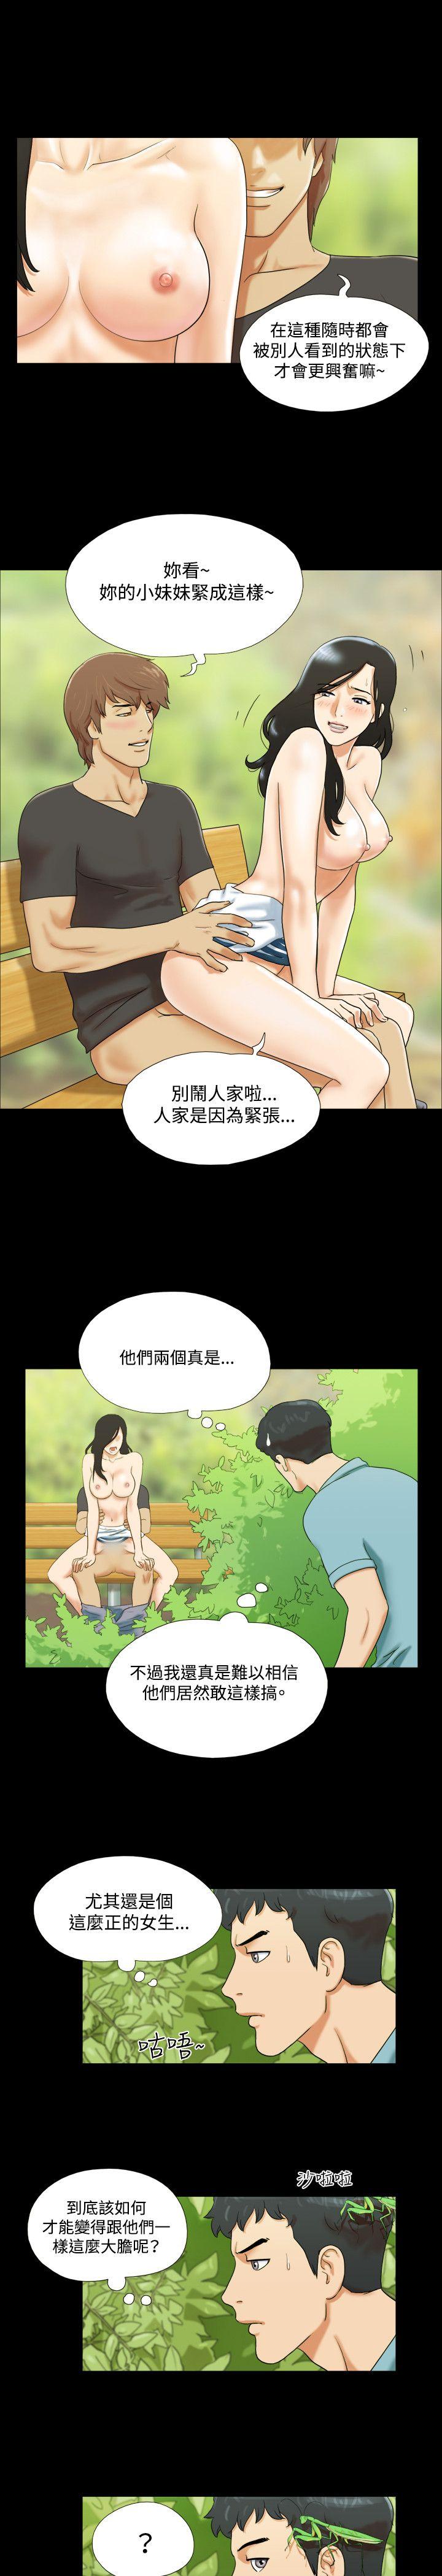 在這種隨時都會
被別人看到的狀態下
才會更興奮嘛~
妳看~
妳的小妹妹緊成這樣~
別鬧人家啦...
人家是因為緊張...
他們兩個真是...
不過我還真是難以相信
他們居然敢這樣搞。
尤其還是個
這麼正的女生...
咕唔~
沙啦啦
到底該如何
才能變得跟他們一
樣這麼大膽呢?
?